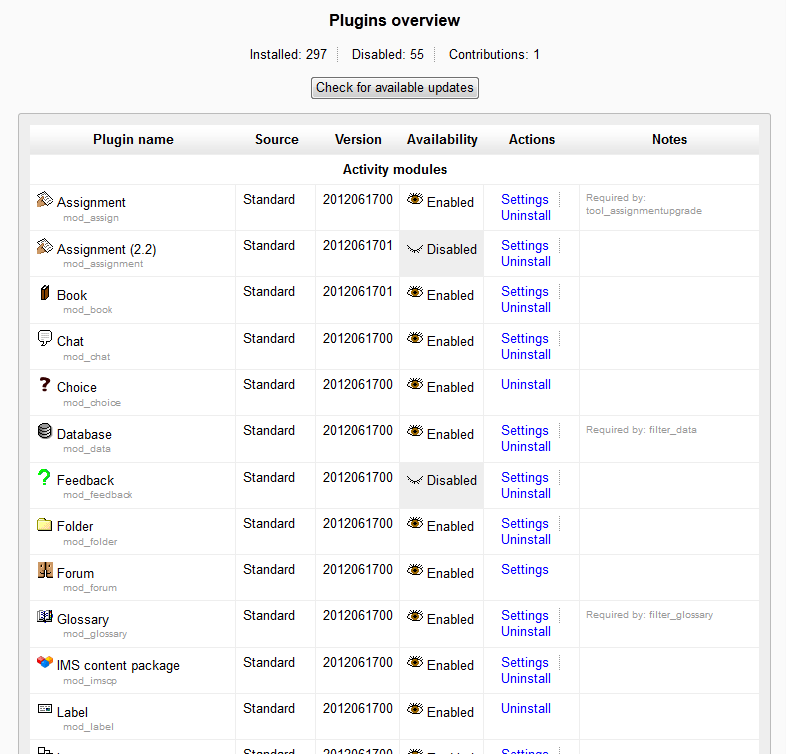 Plugins overview
Installed: 297 Disabled: 55 Contributions: 1
Check for available updates
Plugin name Source Version Availability Actions Notes
Activity modules
Assignment Standard 2012061700 Enabled Settings Required by:
mod_assign Uninstall tool_assignmentupgrade
Assignment (2.2) Standard 2012061701 Disabled Settings
mod_assignment Uninstall
Book Standard 2012061701 Enabled Settings
mod_book Uninstall
Chat Standard 2012061700 Enabled Settings
mod_chat Uninstall
Choice Standard 2012061700 Enabled Uninstall
mod_choice
Database Standard 2012061700 Enabled Settings Required by: filter_data
mod_data Uninstall
Feedback Standard 2012061700 Disabled Settings
mod_feedback Uninstall
Folder Standard 2012061700 Enabled Settings
mod_folder Uninstall
Forum Standard 2012061700 Enabled Settings
mod_forum
Glossary Standard 2012061700 Enabled Settings Required by: filter_glossary
mod_glossary Uninstall
IMS content package Standard 2012061700 Enabled Settings
mod_imscp Uninstall
Label Standard 2012061700 Enabled Uninstall
mod_label
Standard 2012061700 Settings